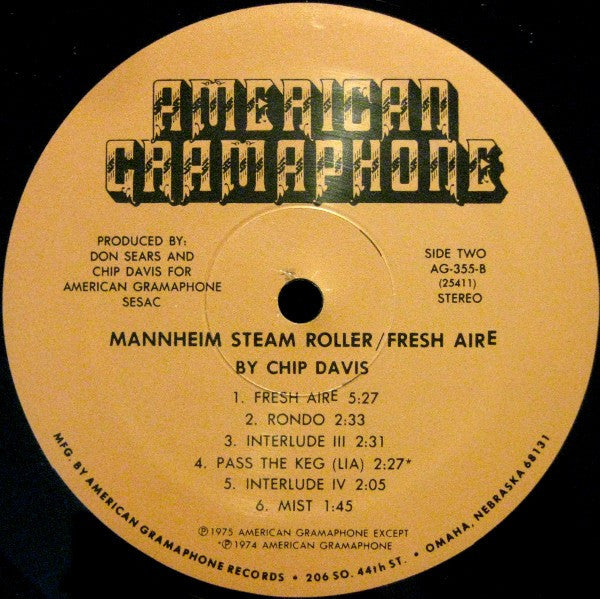 AMERICAN
GRAMAPHONE
PRODUCED BY:
DON SEARS AND
CHIP DAVIS FOR
AMERICAN GRAMAPHONE
SESAC
SIDE TWO
AG-355-B
(25411)
STEREO
MANNHEIM STEAM ROLLER/FRESH AIRE
BY CHIP DAVIS
1. FRESH AIRE 5:27
2. RONDO 2:33
3. INTERLUDE III 2:31
4. PASS THE KEG (LIA) 2:27*
5. INTERLUDE IV 2:05
6. MIST 1:45
Ⓟ1975 AMERICAN GRAMAPHONE EXCEPT
*Ⓟ1974 AMERICAN GRAMAPHONE
MFG. BY AMERICAN GRAMAPHONE RECORDS • 206 SO. 44th ST. • OMAHA, NEBRASKA 68131